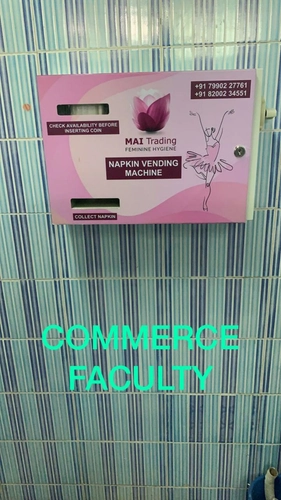 +91 79902 27761
+91 82002 34551
CHECK AVAILABILITY BEFORE
INSERTING COIN
MAI Trading
FEMININE HYGIENE
NAPKIN VENDING
MACHINE
COLLECT NAPKIN
COMMERCE
FACULTY